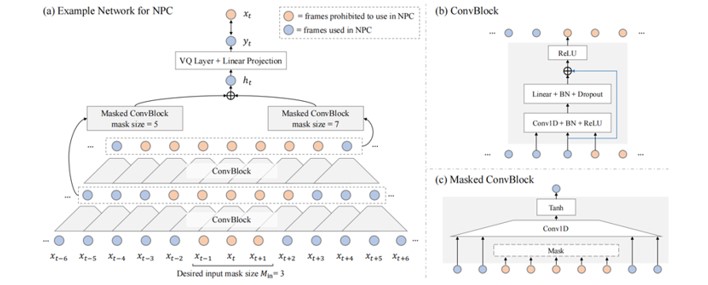 (a) Example Network for NPC
x_t
= frames prohibited to use in NPC
= frames used in NPC
y_t
VQ Layer + Linear Projection
h_t
Masked ConvBlock
mask size = 5
Masked ConvBlock
mask size = 7
...
...
ConvBlock
...
...
ConvBlock
...
...
x_{t-6} x_{t-5} x_{t-4} x_{t-3} x_{t-2} x_{t-1} x_t x_{t+1} x_{t+2} x_{t+3} x_{t+4} x_{t+5} x_{t+6}
Desired input mask size M_in = 3
(b) ConvBlock
...
...
ReLU
Linear + BN + Dropout
Conv1D + BN + ReLU
...
...
(c) Masked ConvBlock
Tanh
Conv1D
Mask
...
...